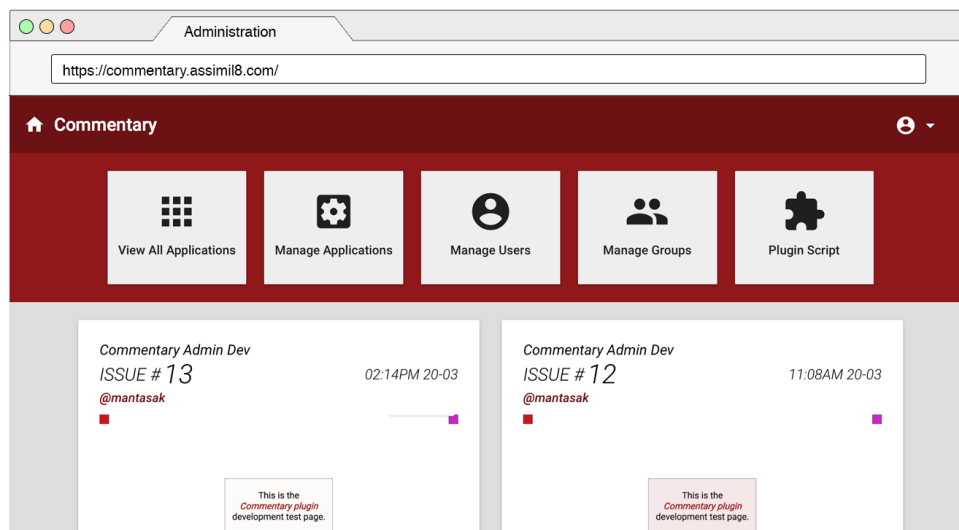 Administration
https://commentary.assimil8.com/
Commentary
View All Applications
Manage Applications
Manage Users
Manage Groups
Plugin Script
Commentary Admin Dev
ISSUE # 13
02:14PM 20-03
@mantasak
This is the
Commentary plugin
development test page.
Commentary Admin Dev
ISSUE # 12
11:08AM 20-03
@mantasak
This is the
Commentary plugin
development test page.